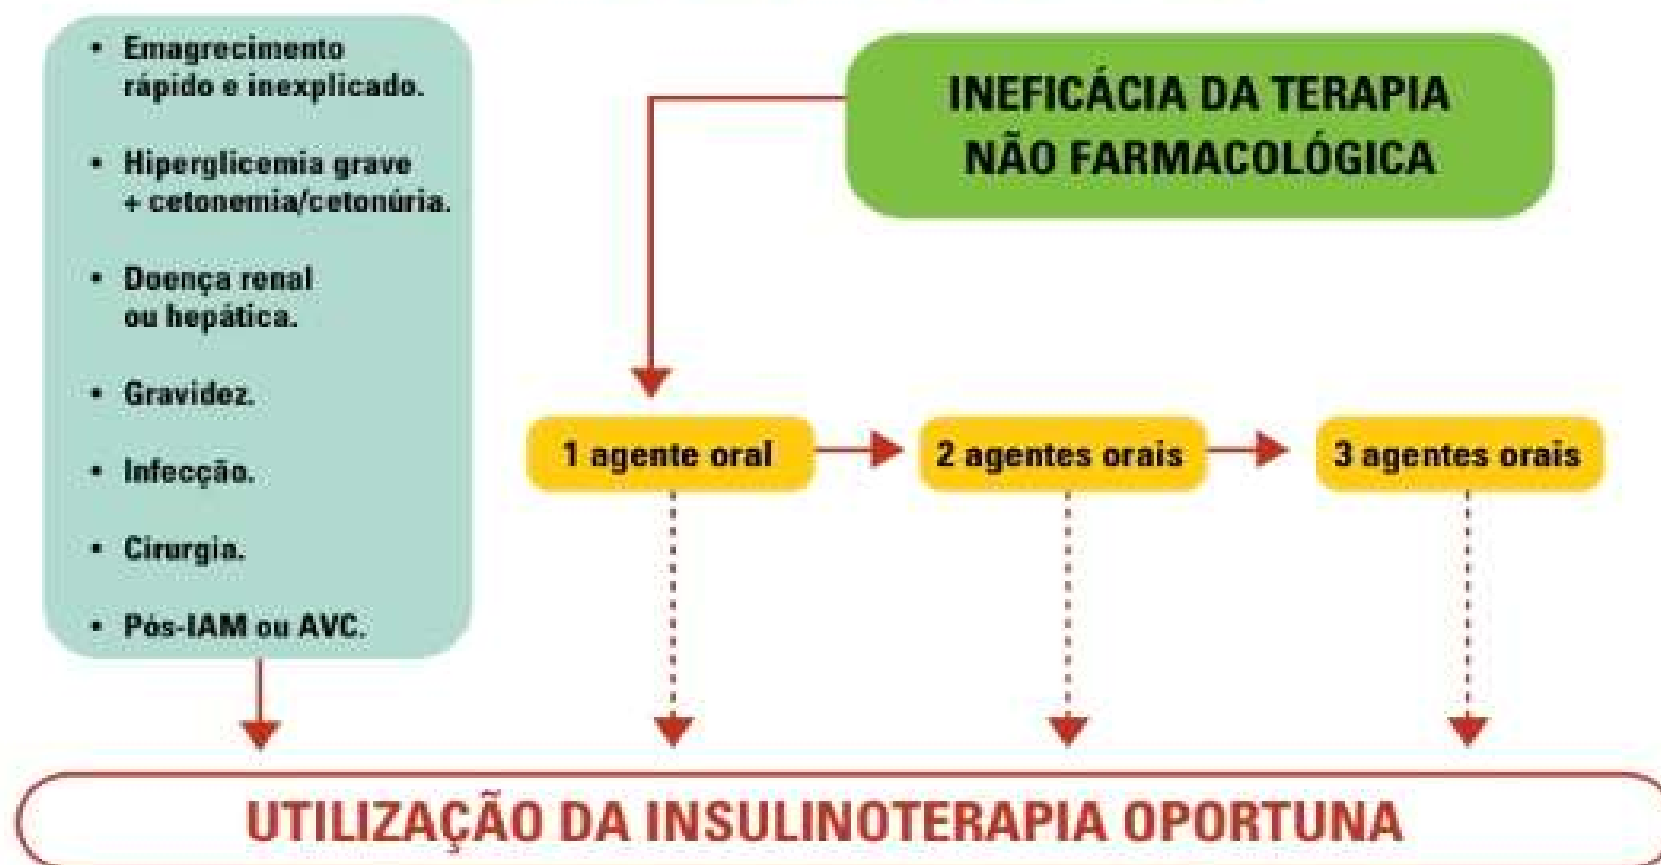 • Emagrecimento
rápido e inexplicado.
• Hiperglicemia grave
+ cetonemia/cetonúria.
• Doença renal
ou hepática.
• Gravidez.
• Infecção.
• Cirurgia.
• Pós-IAM ou AVC.
INEFICÁCIA DA TERAPIA
NÃO FARMACOLÓGICA
1 agente oral
2 agentes orais
3 agentes orais
UTILIZAÇÃO DA INSULINOTERAPIA OPORTUNA